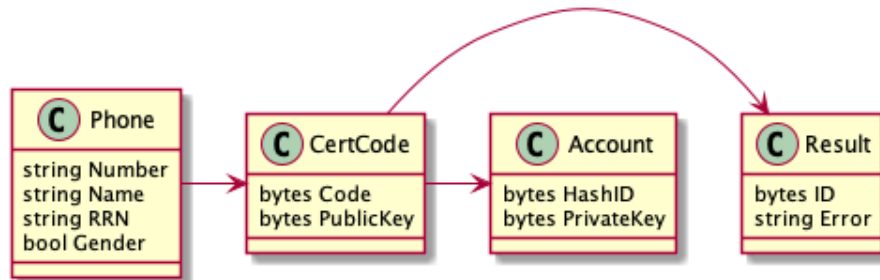 C Phone
string Number
string Name
string RRN
bool Gender
C CertCode
bytes Code
bytes PublicKey
C Account
bytes HashID
bytes PrivateKey
C Result
bytes ID
string Error